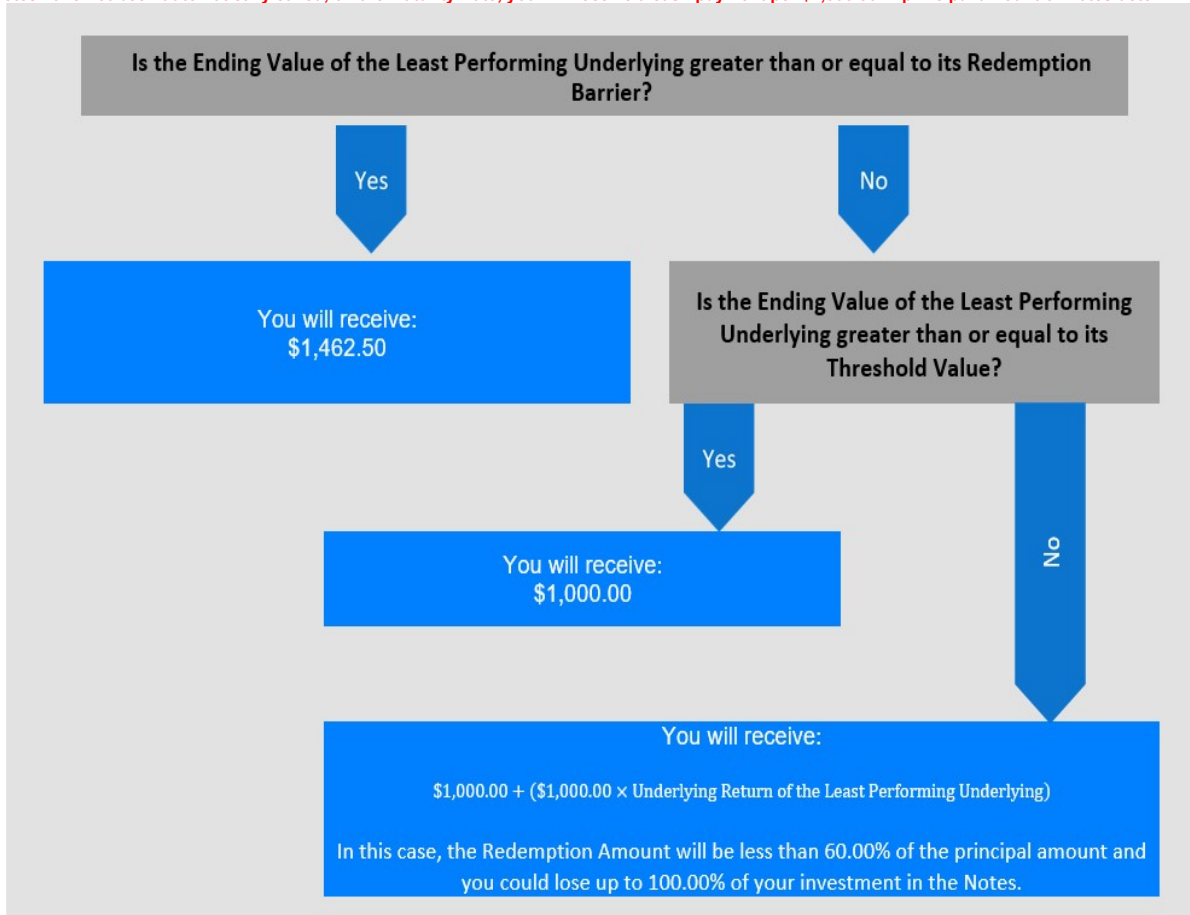 Is the Ending Value of the Least Performing Underlying greater than or equal to its Redemption
Barrier?
Yes
No
You will receive:
$1,462.50
Is the Ending Value of the Least Performing
Underlying greater than or equal to its
Threshold Value?
Yes
No
You will receive:
$1,000.00
You will receive:
$1,000.00 + ($1,000.00 × Underlying Return of the Least Performing Underlying)
In this case, the Redemption Amount will be less than 60.00% of the principal amount and
you could lose up to 100.00% of your investment in the Notes.